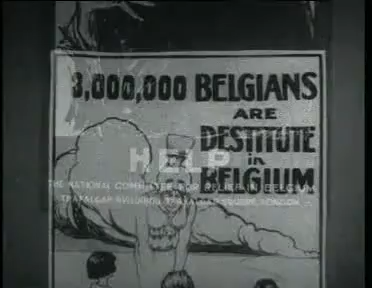 3,000,000 BELGIANS
ARE
DESTITUTE
HELP
in
THE NATIONAL COMMITTEE FOR RELIEF IN BELGIUM
BELGIUM
TRAFALGAR BUILDINGS, TRAFALGAR SQUARE, LONDON.